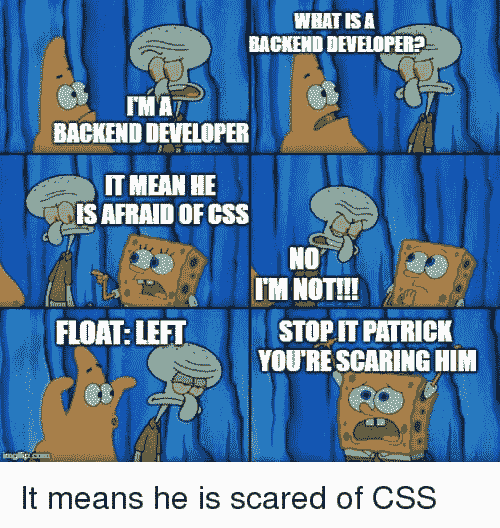 I'M A
BACKEND DEVELOPER
WHAT IS A
BACKEND DEVELOPER?
IT MEAN HE
IS AFRAID OF CSS
NO
I'M NOT!!!
FLOAT: LEFT
STOP IT PATRICK
YOU'RE SCARING HIM
imgflip.com
It means he is scared of CSS